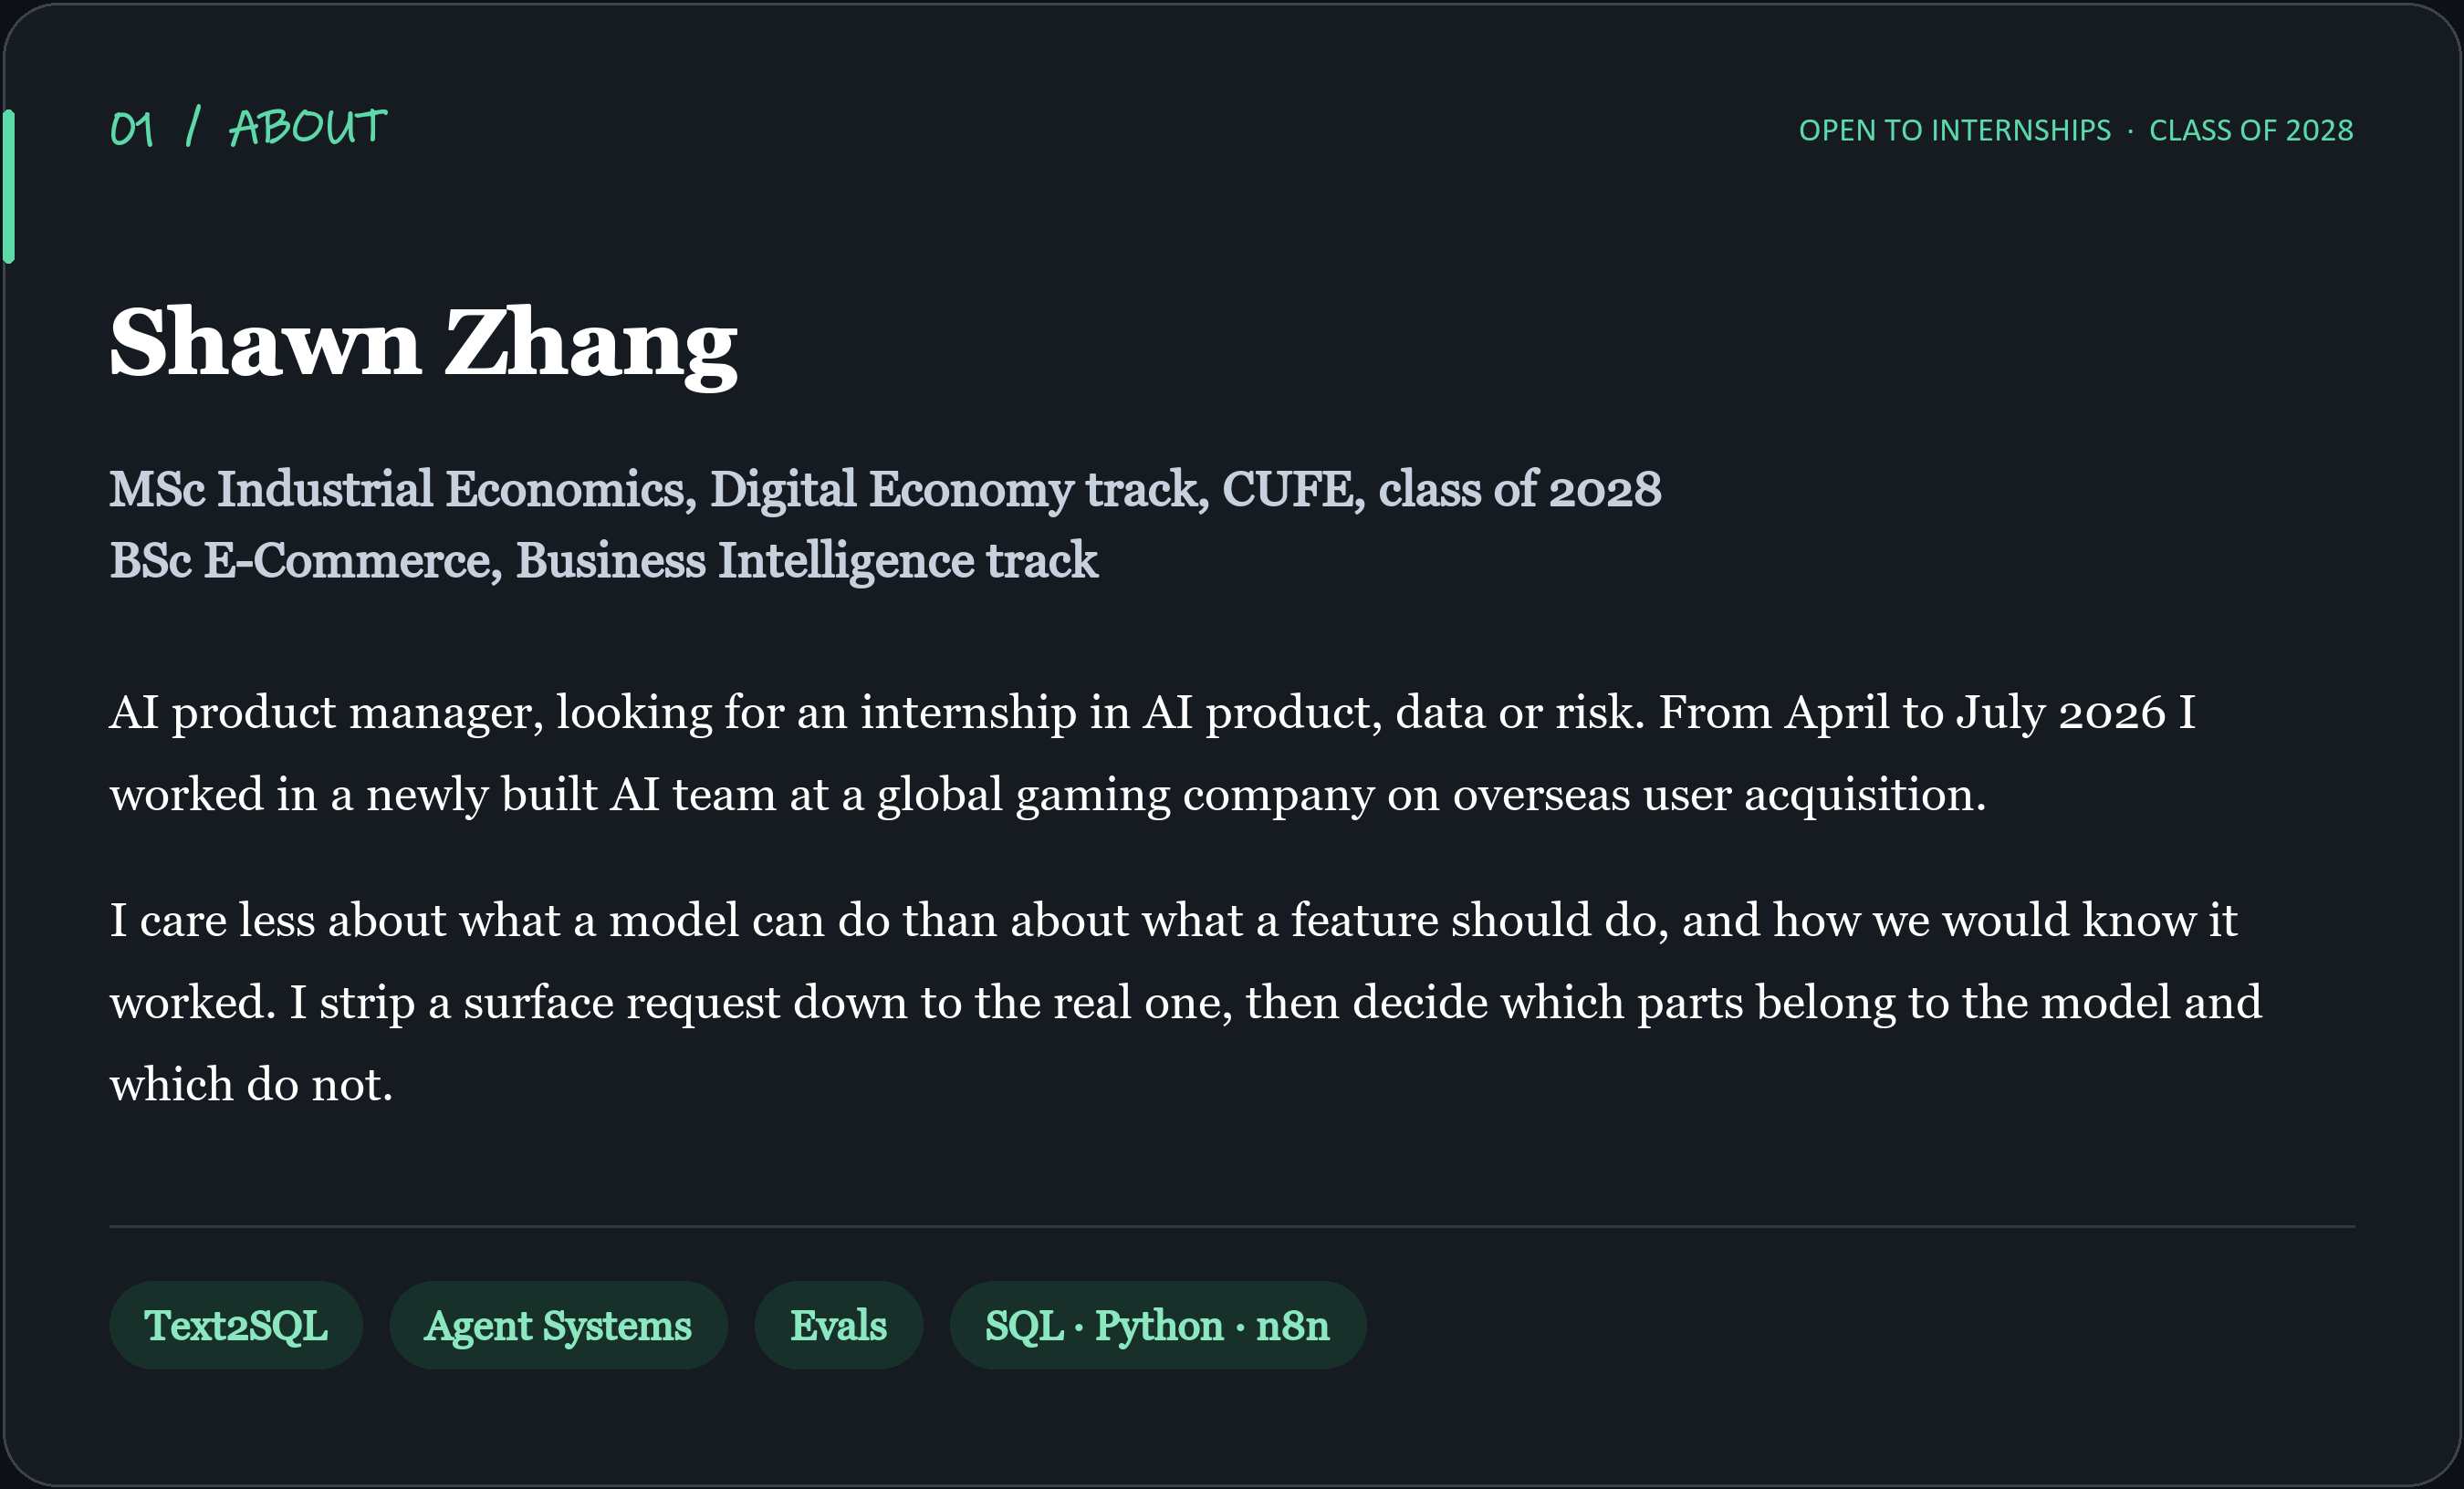 01 / ABOUT
OPEN TO INTERNSHIPS · CLASS OF 2028
Shawn Zhang
MSc Industrial Economics, Digital Economy track, CUFE, class of 2028
BSc E-Commerce, Business Intelligence track
AI product manager, looking for an internship in AI product, data or risk. From April to July 2026 I
worked in a newly built AI team at a global gaming company on overseas user acquisition.
I care less about what a model can do than about what a feature should do, and how we would know it
worked. I strip a surface request down to the real one, then decide which parts belong to the model and
which do not.
Text2SQL
Agent Systems
Evals
SQL · Python · n8n